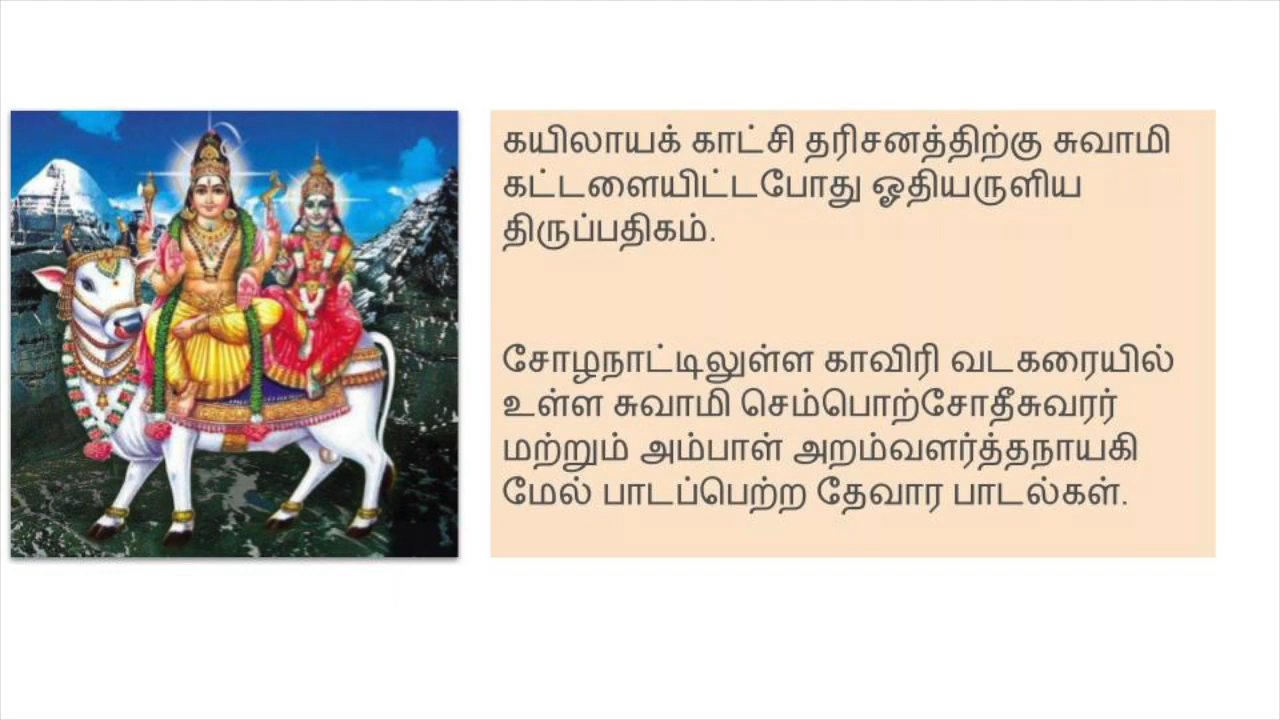 கயிலாயக் காட்சி தரிசனத்திற்கு சுவாமி
கட்டளையிட்டபோது ஓதியருளிய
திருப்பதிகம்.
சோழநாட்டிலுள்ள காவிரி வடகரையில்
உள்ள சுவாமி செம்பொற்சோதீசுவரர்
மற்றும் அம்பாள் அறம்வளர்த்தநாயகி
மேல் பாடப்பெற்ற தேவார பாடல்கள்.